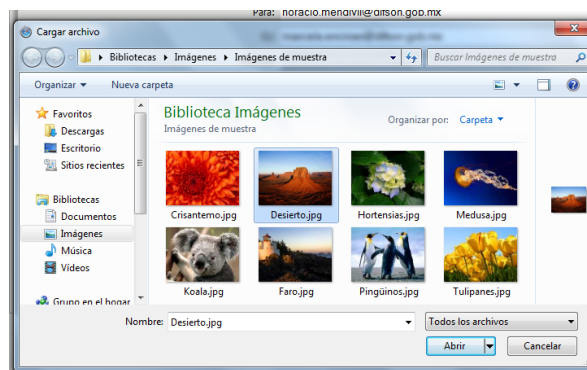 Para: horacio.mendivil@difson.gob.mx
Cargar archivo
Bibliotecas ▸ Imágenes ▸ Imágenes de muestra
Buscar Imágenes de muestra
Organizar
Nueva carpeta
Favoritos
Descargas
Escritorio
Sitios recientes
Bibliotecas
Documentos
Imágenes
Música
Vídeos
Grupo en el hogar
Biblioteca Imágenes
Imágenes de muestra
Organizar por: Carpeta
Crisantemo.jpg Desierto.jpg Hortensias.jpg Medusa.jpg
Koala.jpg Faro.jpg Pingüinos.jpg Tulipanes.jpg
Nombre: Desierto.jpg
Todos los archivos
Abrir Cancelar